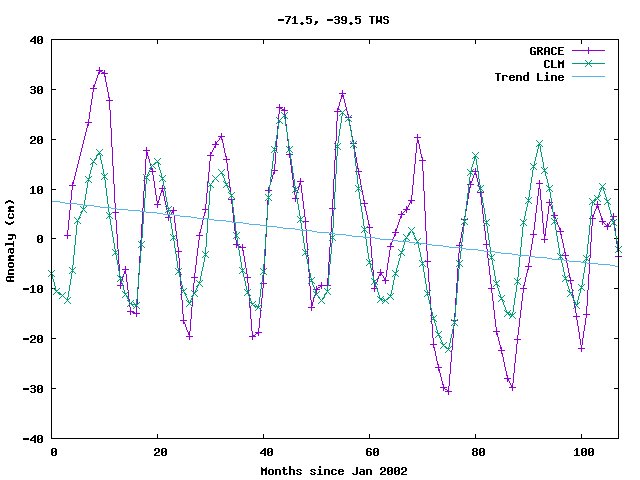 -71.5, -39.5 TWS
GRACE
CLM
Trend Line
40
30
20
10
0
-10
-20
-30
-40
Anomaly (cm)
0 20 40 60 80 100
Months since Jan 2002